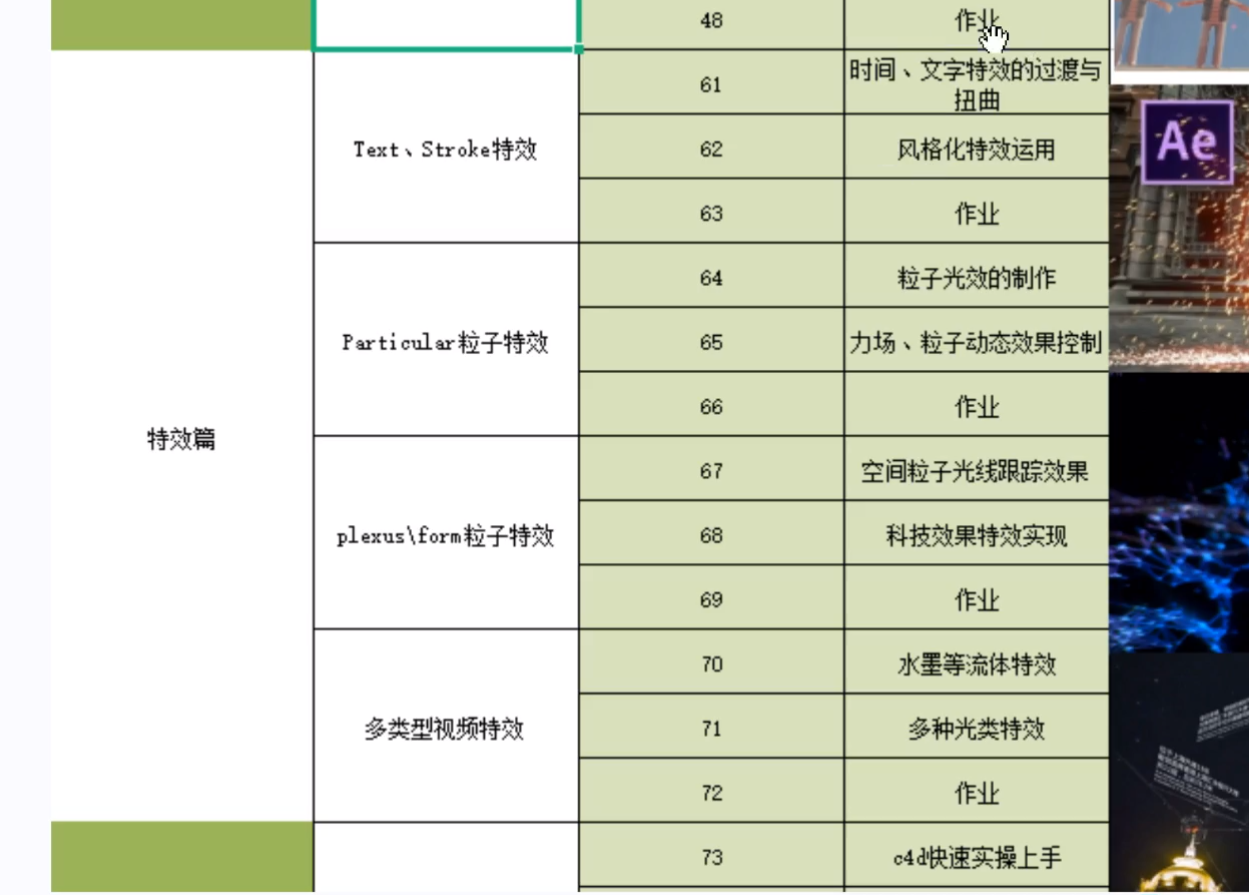 48
作业
61
时间、文字特效的过渡与
扭曲
Text、Stroke特效
62
风格化特效运用
63
作业
64
粒子光效的制作
Particular粒子特效
65
力场、粒子动态效果控制
66
作业
特效篇
67
空间粒子光线跟踪效果
plexus\form粒子特效
68
科技效果特效实现
69
作业
70
水墨等流体特效
多类型视频特效
71
多种光类特效
72
作业
73
c4d快速实操上手
Ae